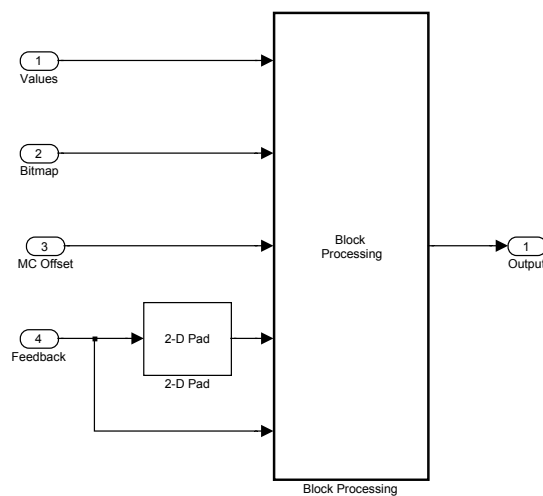 1
Values
2
Bitmap
3
MC Offset
4
Feedback
2-D Pad
2-D Pad
Block
Processing
Block Processing
1
Output